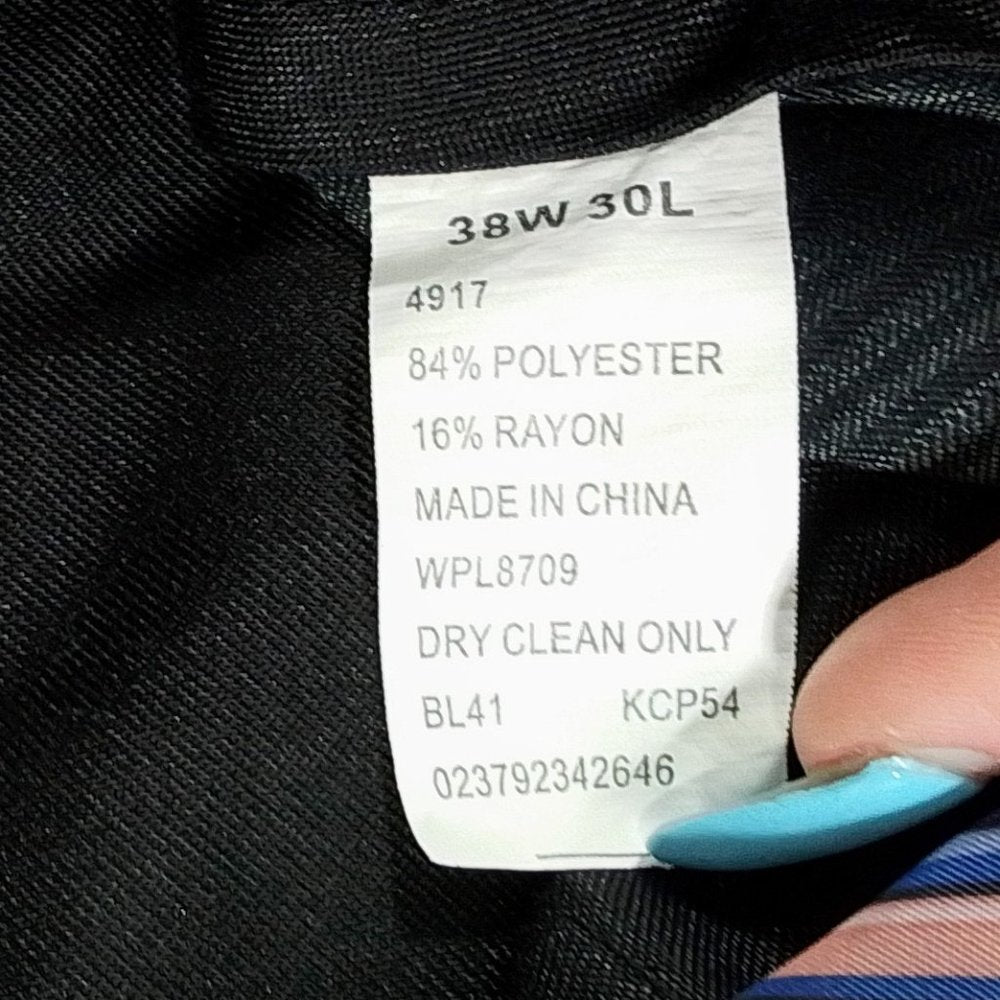 38W 30L
4917
84% POLYESTER
16% RAYON
MADE IN CHINA
WPL8709
DRY CLEAN ONLY
BL41 KCP54
023792342646